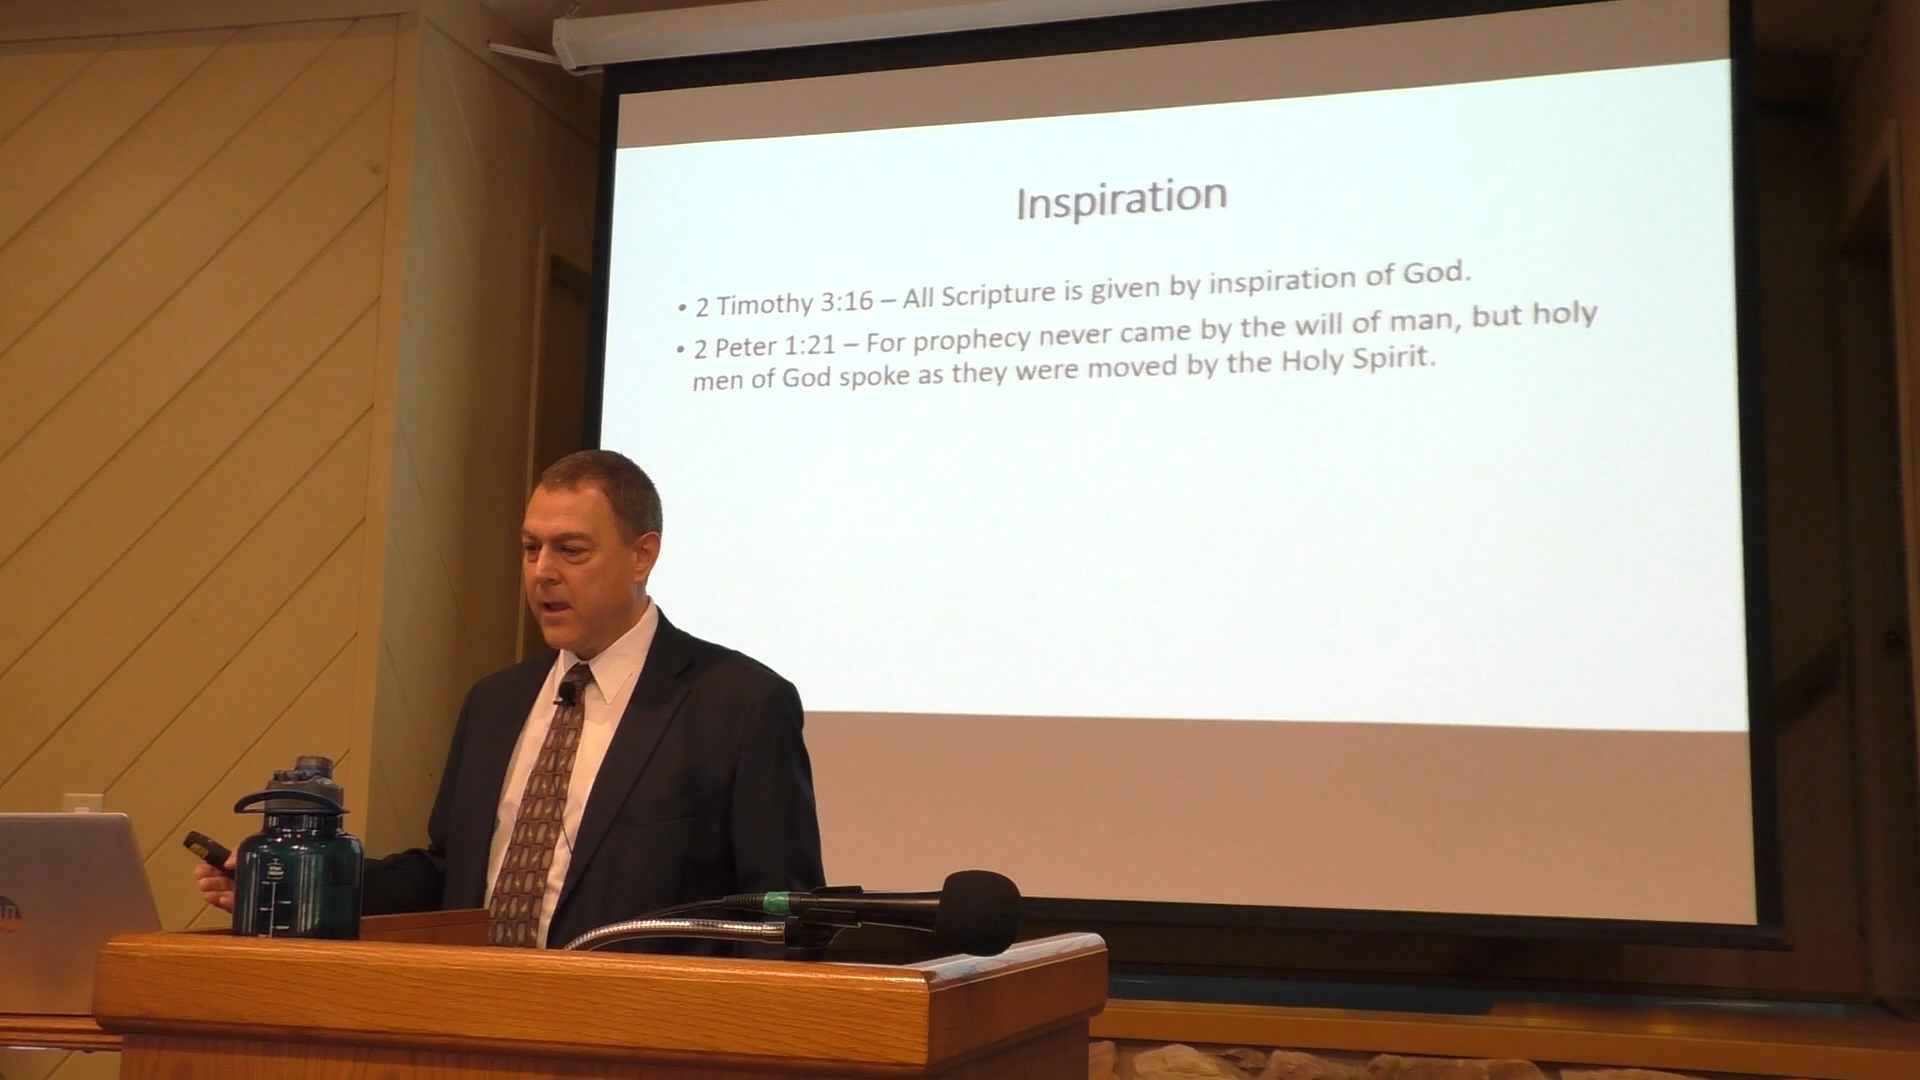 Inspiration
• 2 Timothy 3:16 – All Scripture is given by inspiration of God.
• 2 Peter 1:21 – For prophecy never came by the will of man, but holy
men of God spoke as they were moved by the Holy Spirit.